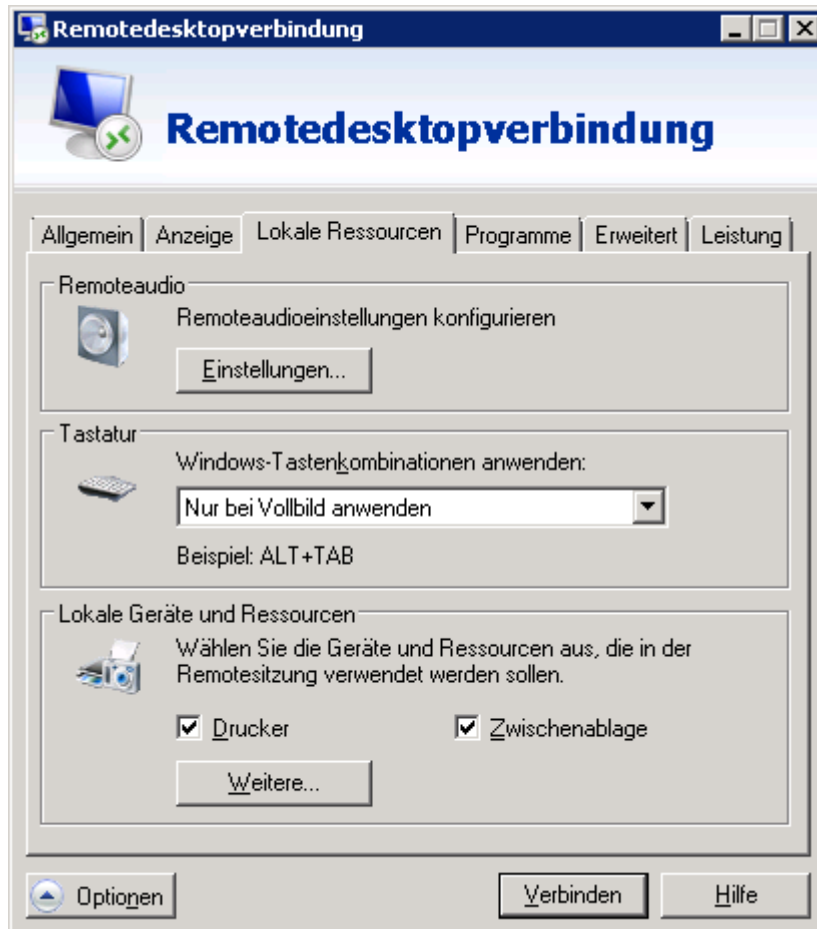 Remotedesktopverbindung
Remotedesktopverbindung
Allgemein Anzeige Lokale Ressourcen Programme Erweitert Leistung
Remoteaudio
Remoteaudioeinstellungen konfigurieren
Einstellungen...
Tastatur
Windows-Tastenkombinationen anwenden:
Nur bei Vollbild anwenden
Beispiel: ALT+TAB
Lokale Geräte und Ressourcen
Wählen Sie die Geräte und Ressourcen aus, die in der
Remotesitzung verwendet werden sollen.
Drucker Zwischenablage
Weitere...
Optionen Verbinden Hilfe